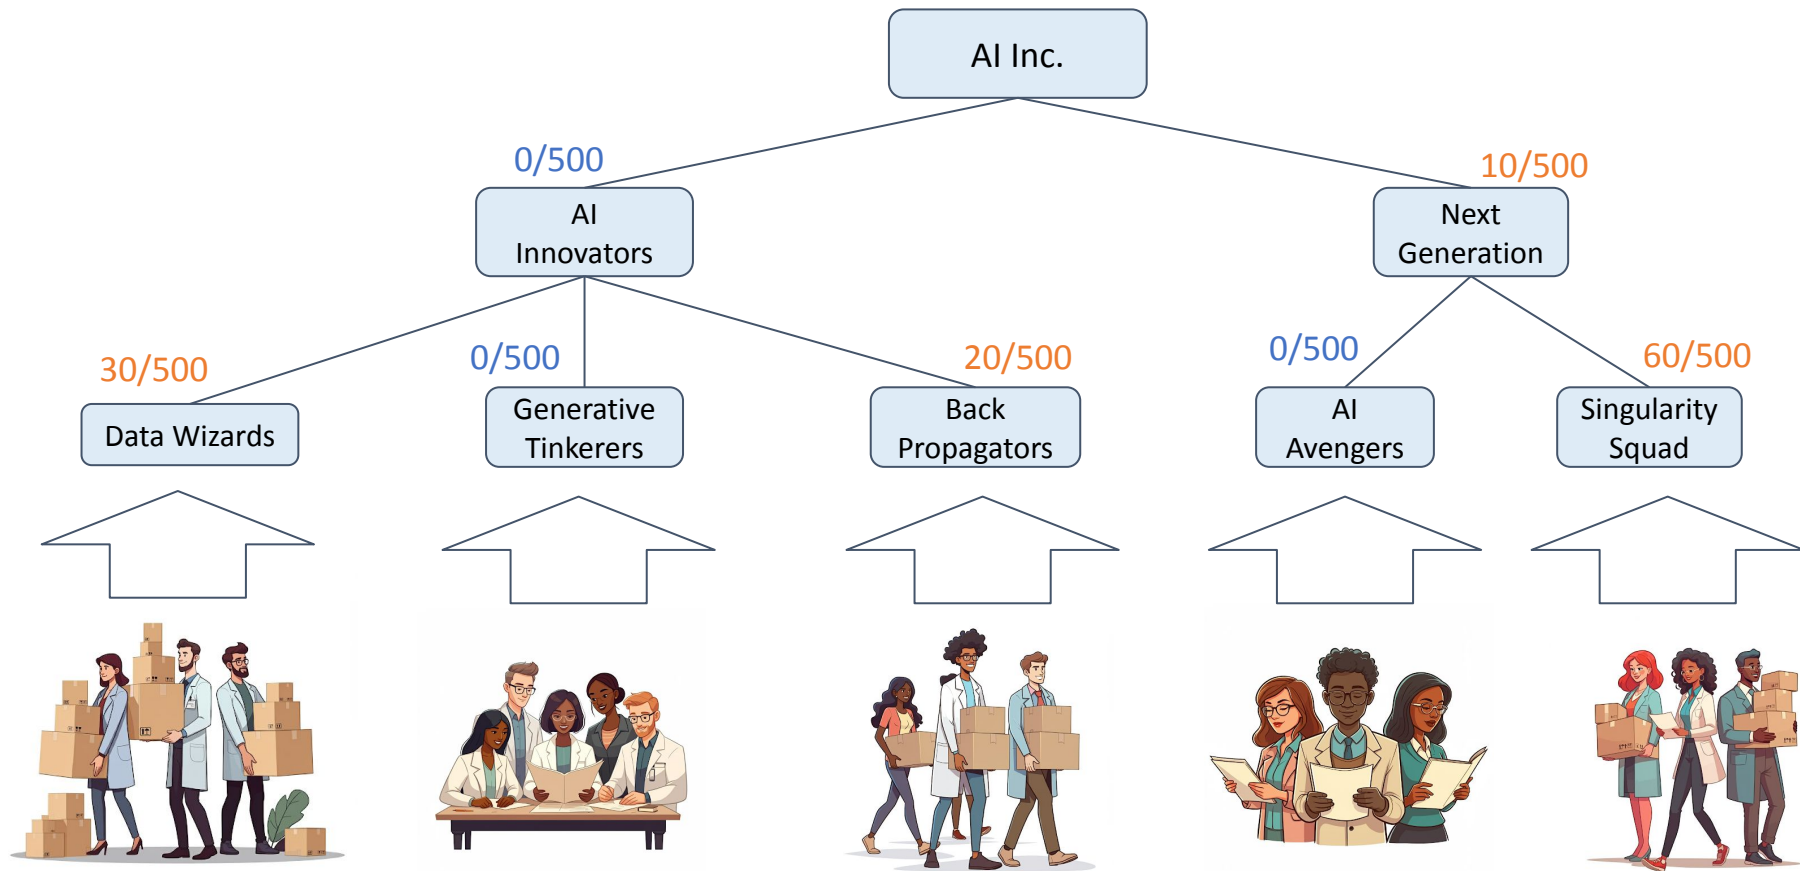 AI Inc.
0/500
10/500
AI
Innovators
Next
Generation
30/500
0/500
20/500
0/500
60/500
Data Wizards
Generative
Tinkerers
Back
Propagators
AI
Avengers
Singularity
Squad